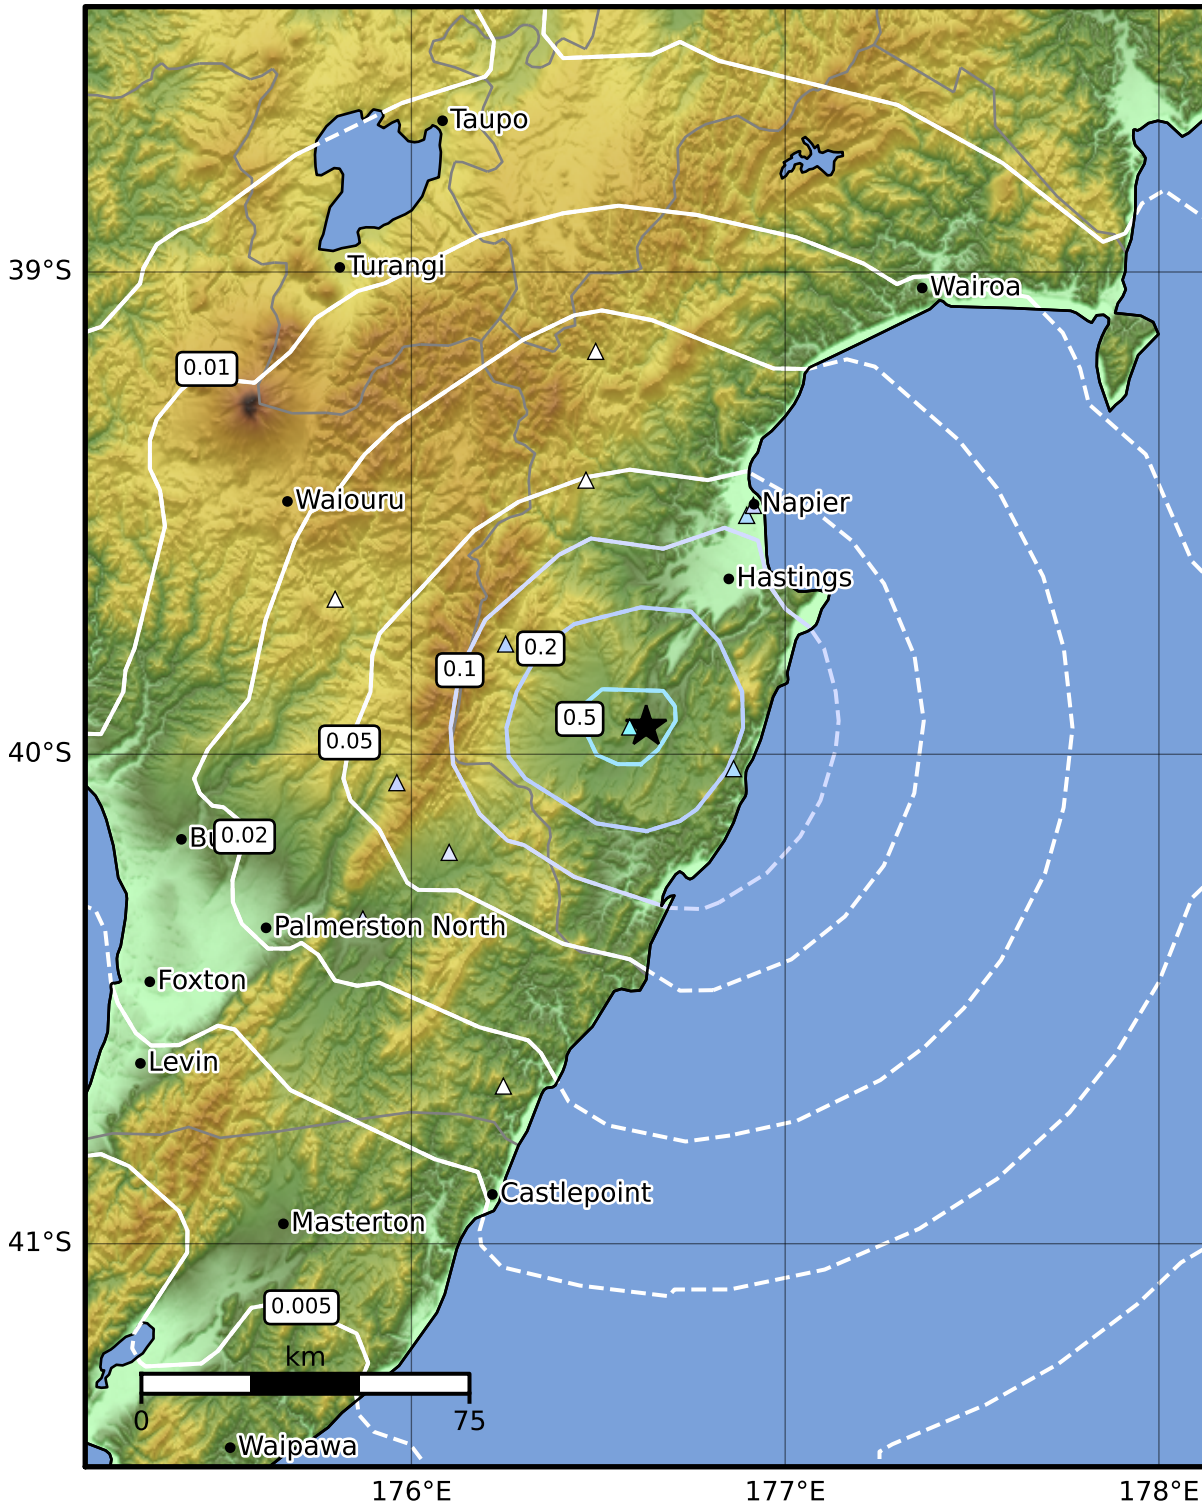 Taupo
Turangi
39°S
Wairoa
0.01
Waiouru
Napier
Hastings
0.2
0.1
0.5
0.05
40°S
0.02
Palmerston North
Foxton
Levin
Castlepoint
Masterton
41°S
0.005
km
0
75
Waipawa
176°E
177°E
178°E